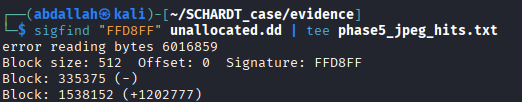 ┌──(abdallah㉿kali)-[~/SCHARDT_case/evidence]
└─$ sigfind "FFD8FF" unallocated.dd | tee phase5_jpeg_hits.txt
error reading bytes 6016859
Block size: 512  Offset: 0  Signature: FFD8FF
Block: 335375 (-)
Block: 1538152 (+1202777)